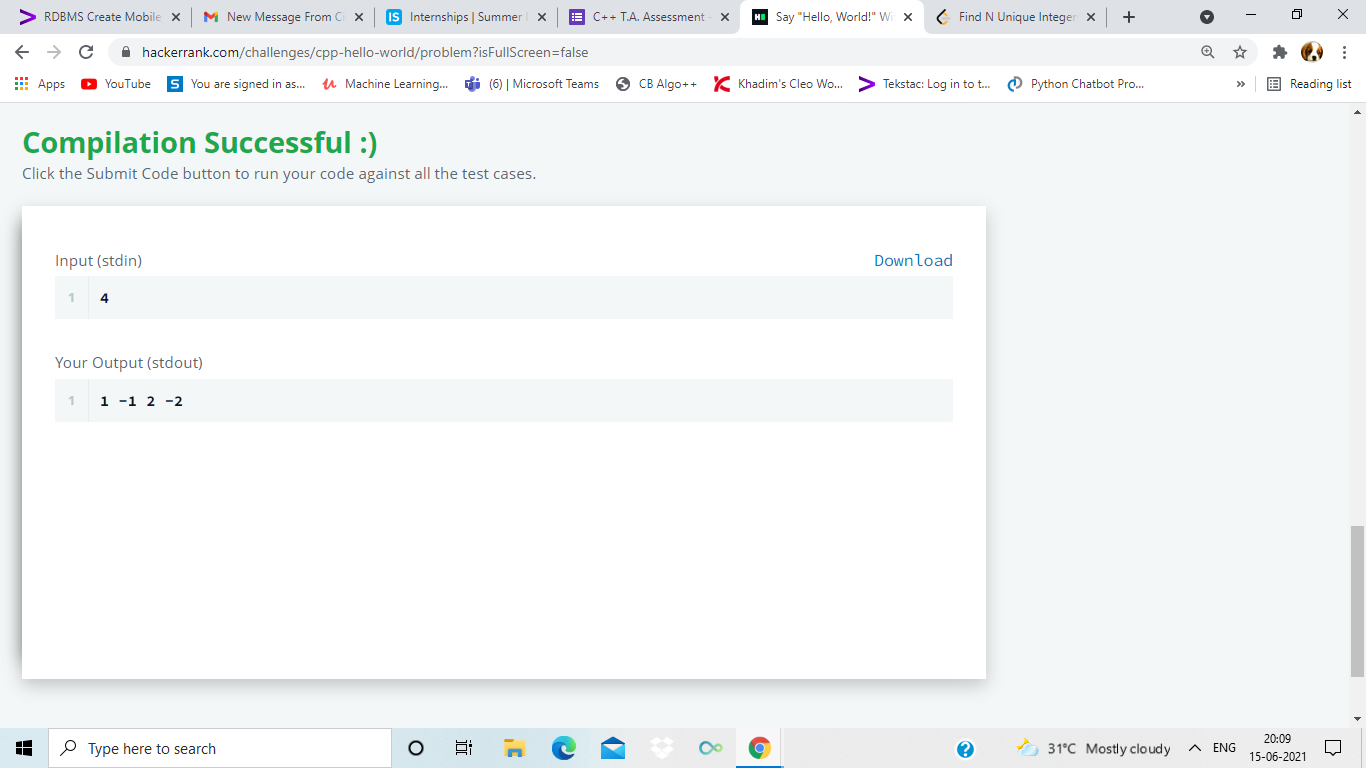 RDBMS Create Mobile
New Message From Ci
Internships | Summer
C++ T.A. Assessment -
Say "Hello, World!" Wi
Find N Unique Integer
hackerrank.com/challenges/cpp-hello-world/problem?isFullScreen=false
Apps
YouTube
S
You are signed in as...
Machine Learning...
(6) | Microsoft Teams
CB Algo++
Khadim's Cleo Wo...
Tekstac: Log in to t...
Python Chatbot Pro...
»
Reading list
Compilation Successful :)
Click the Submit Code button to run your code against all the test cases.
Input (stdin)
Download
1 4
Your Output (stdout)
1 1 -1 2 -2
Type here to search
31°C Mostly cloudy
ENG
20:09
15-06-2021